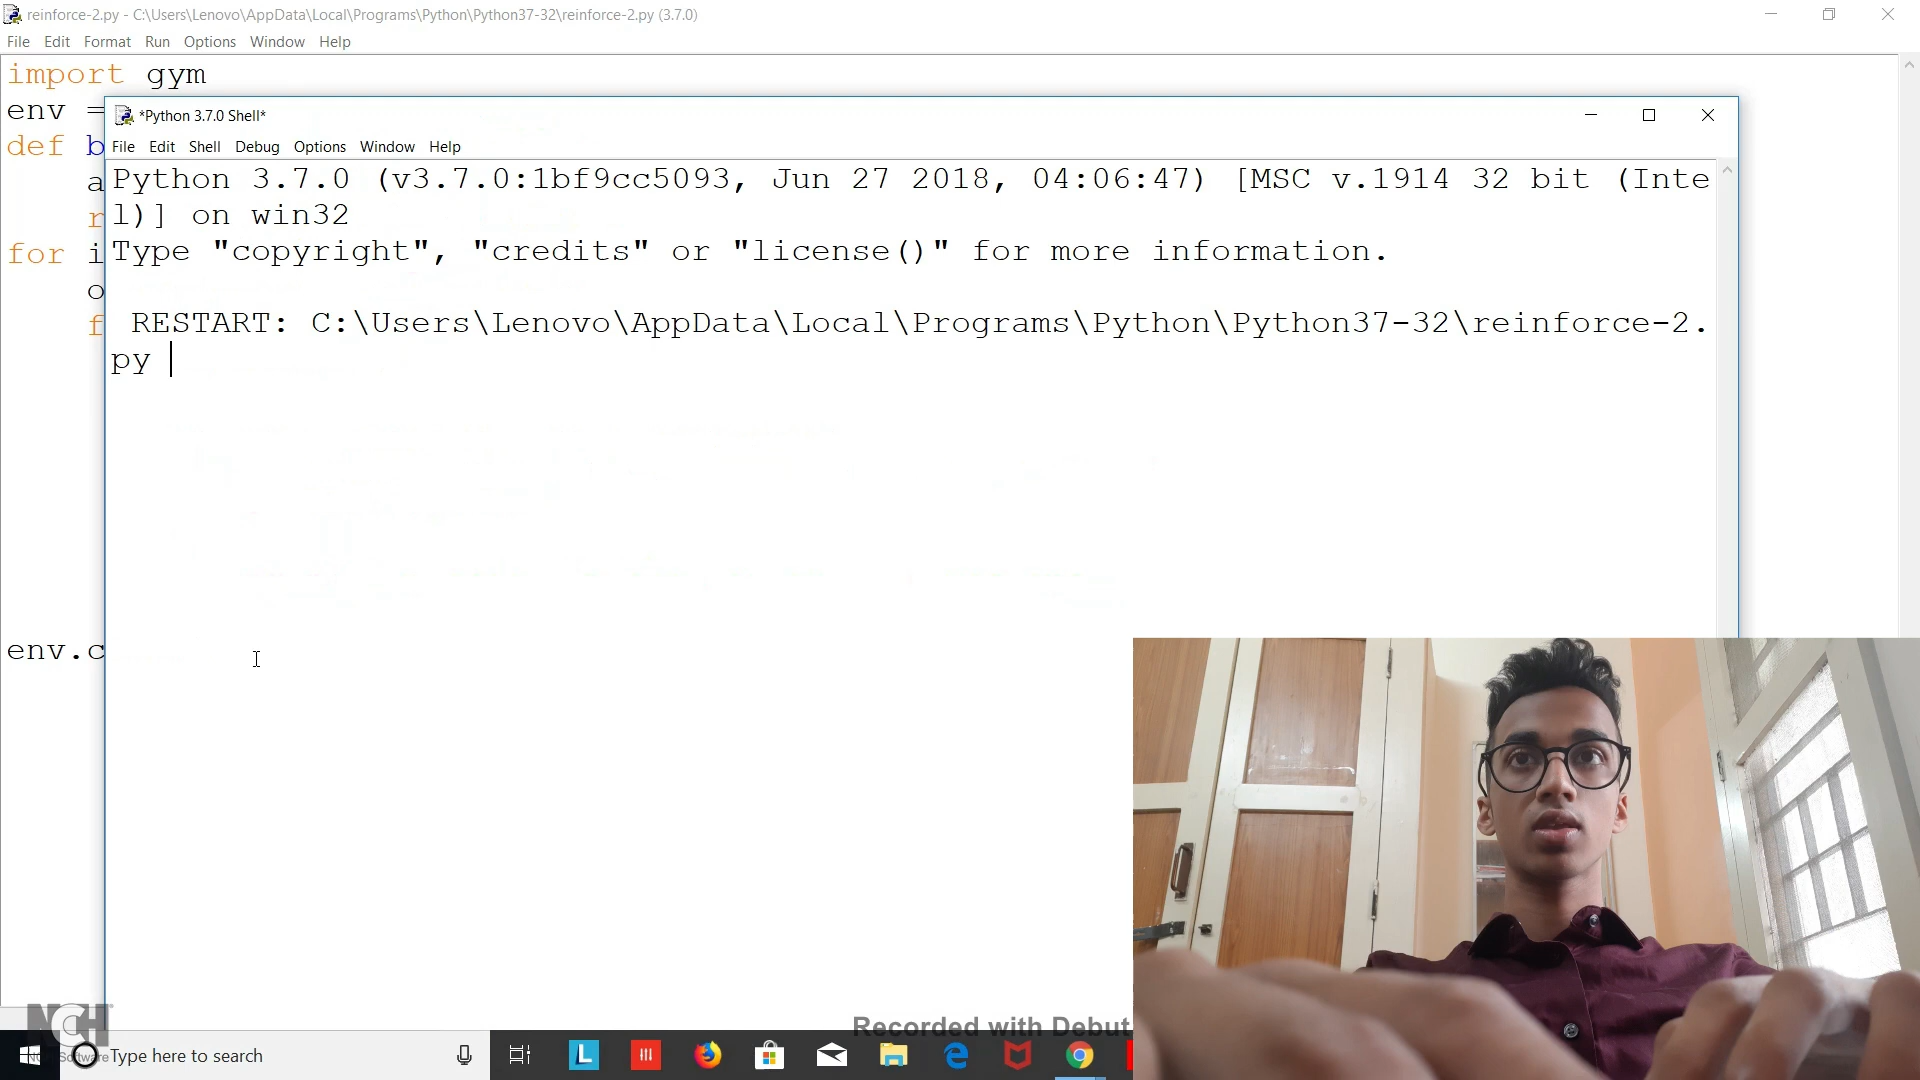 reinforce-2.py - C:\Users\Lenovo\AppData\Local\Programs\Python\Python37-32\reinforce-2.py (3.7.0)
File Edit Format Run Options Window Help
import gym
env =
def b
a
r
for i
o
f
env.c
*Python 3.7.0 Shell*
File Edit Shell Debug Options Window Help
Python 3.7.0 (v3.7.0:1bf9cc5093, Jun 27 2018, 04:06:47) [MSC v.1914 32 bit (Inte
l)] on win32
Type "copyright", "credits" or "license()" for more information.
RESTART: C:\Users\Lenovo\AppData\Local\Programs\Python\Python37-32\reinforce-2.
py
NCH
Software
Recorded with Debut
Type here to search
L